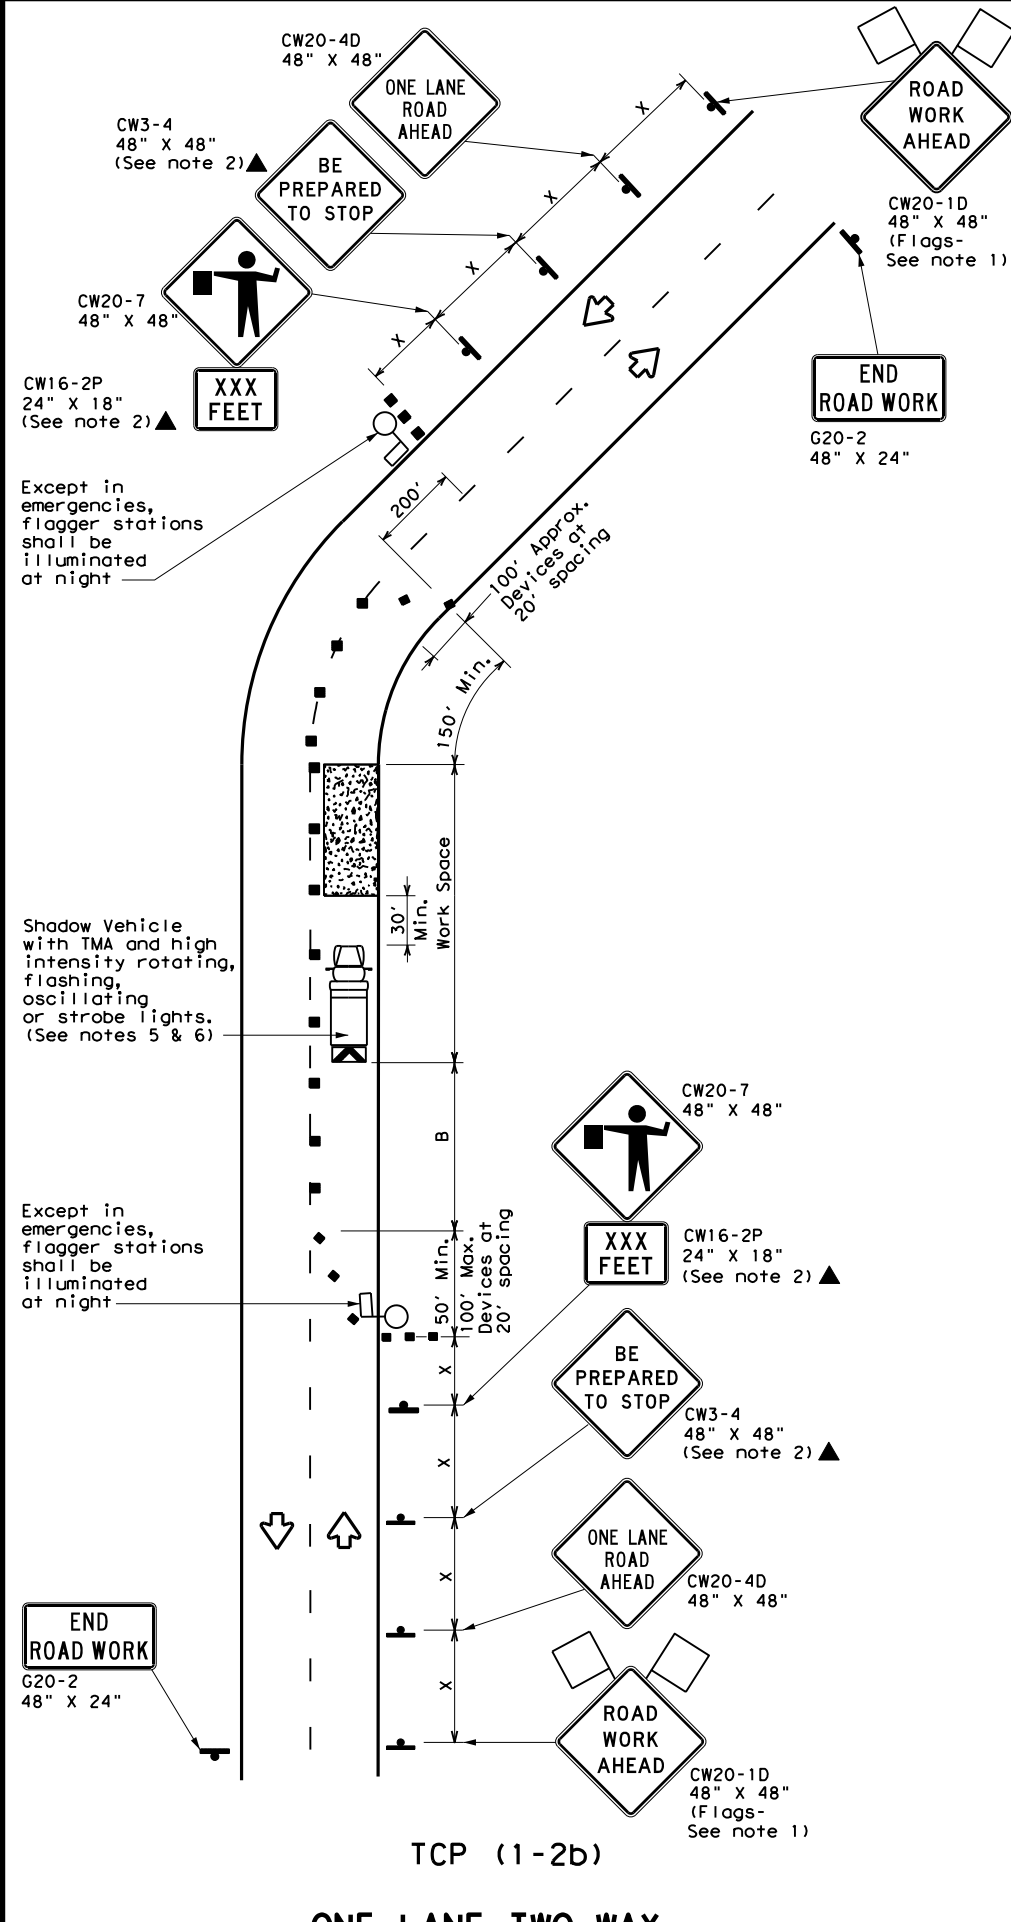 CW20-4D
48" X 48"
ONE LANE
ROAD
AHEAD
ROAD
WORK
AHEAD
CW20-1D
48" X 48"
(Flags-
See note 1)
CW3-4
48" X 48"
(See note 2)▲
BE
PREPARED
TO STOP
CW20-7
48" X 48"
CW16-2P
24" X 18"
(See note 2)▲
XXX
FEET
X
X
X
X
END
ROAD WORK
G20-2
48" X 24"
Except in
emergencies,
flagger stations
shall be
illuminated
at night
200'
100' Approx.
Devices at
20' spacing
150' Min.
Work Space
30'
Min.
Shadow Vehicle
with TMA and high
intensity rotating,
flashing,
oscillating
or strobe lights.
(See notes 5 & 6)
B
CW20-7
48" X 48"
XXX
FEET
CW16-2P
24" X 18"
(See note 2)▲
Except in
emergencies,
flagger stations
shall be
illuminated
at night
50' Min.
100' Max.
Devices at
20' spacing
X
X
X
X
BE
PREPARED
TO STOP
CW3-4
48" X 48"
(See note 2)▲
ONE LANE
ROAD
AHEAD
CW20-4D
48" X 48"
END
ROAD WORK
G20-2
48" X 24"
ROAD
WORK
AHEAD
CW20-1D
48" X 48"
(Flags-
See note 1)
TCP (1-2b)
ONE LANE TWO WAY